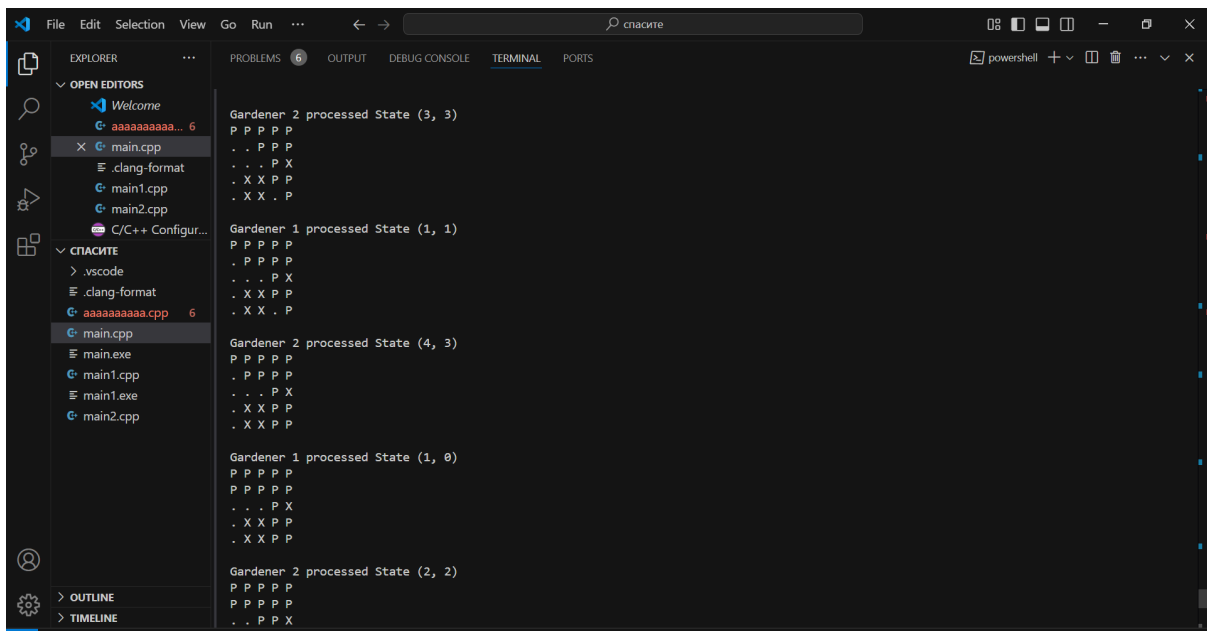 File Edit Selection View Go Run ··· ← → спасите
EXPLORER ···
OPEN EDITORS
Welcome
aaaaaaaaaa... 6
main.cpp
.clang-format
main1.cpp
main2.cpp
C/C++ Configur...
СПАСИТЕ
.vscode
.clang-format
aaaaaaaaaa.cpp 6
main.cpp
main.exe
main1.cpp
main1.exe
main2.cpp
OUTLINE
TIMELINE
PROBLEMS 6 OUTPUT DEBUG CONSOLE TERMINAL PORTS powershell
Gardener 2 processed State (3, 3)
P P P P P
. . P P P
. . . P X
. X X P P
. X X . P
Gardener 1 processed State (1, 1)
P P P P P
. P P P P
. . . P X
. X X P P
. X X . P
Gardener 2 processed State (4, 3)
P P P P P
. P P P P
. . . P X
. X X P P
. X X P P
Gardener 1 processed State (1, 0)
P P P P P
P P P P P
. . . P X
. X X P P
. X X P P
Gardener 2 processed State (2, 2)
P P P P P
P P P P P
. . P P X